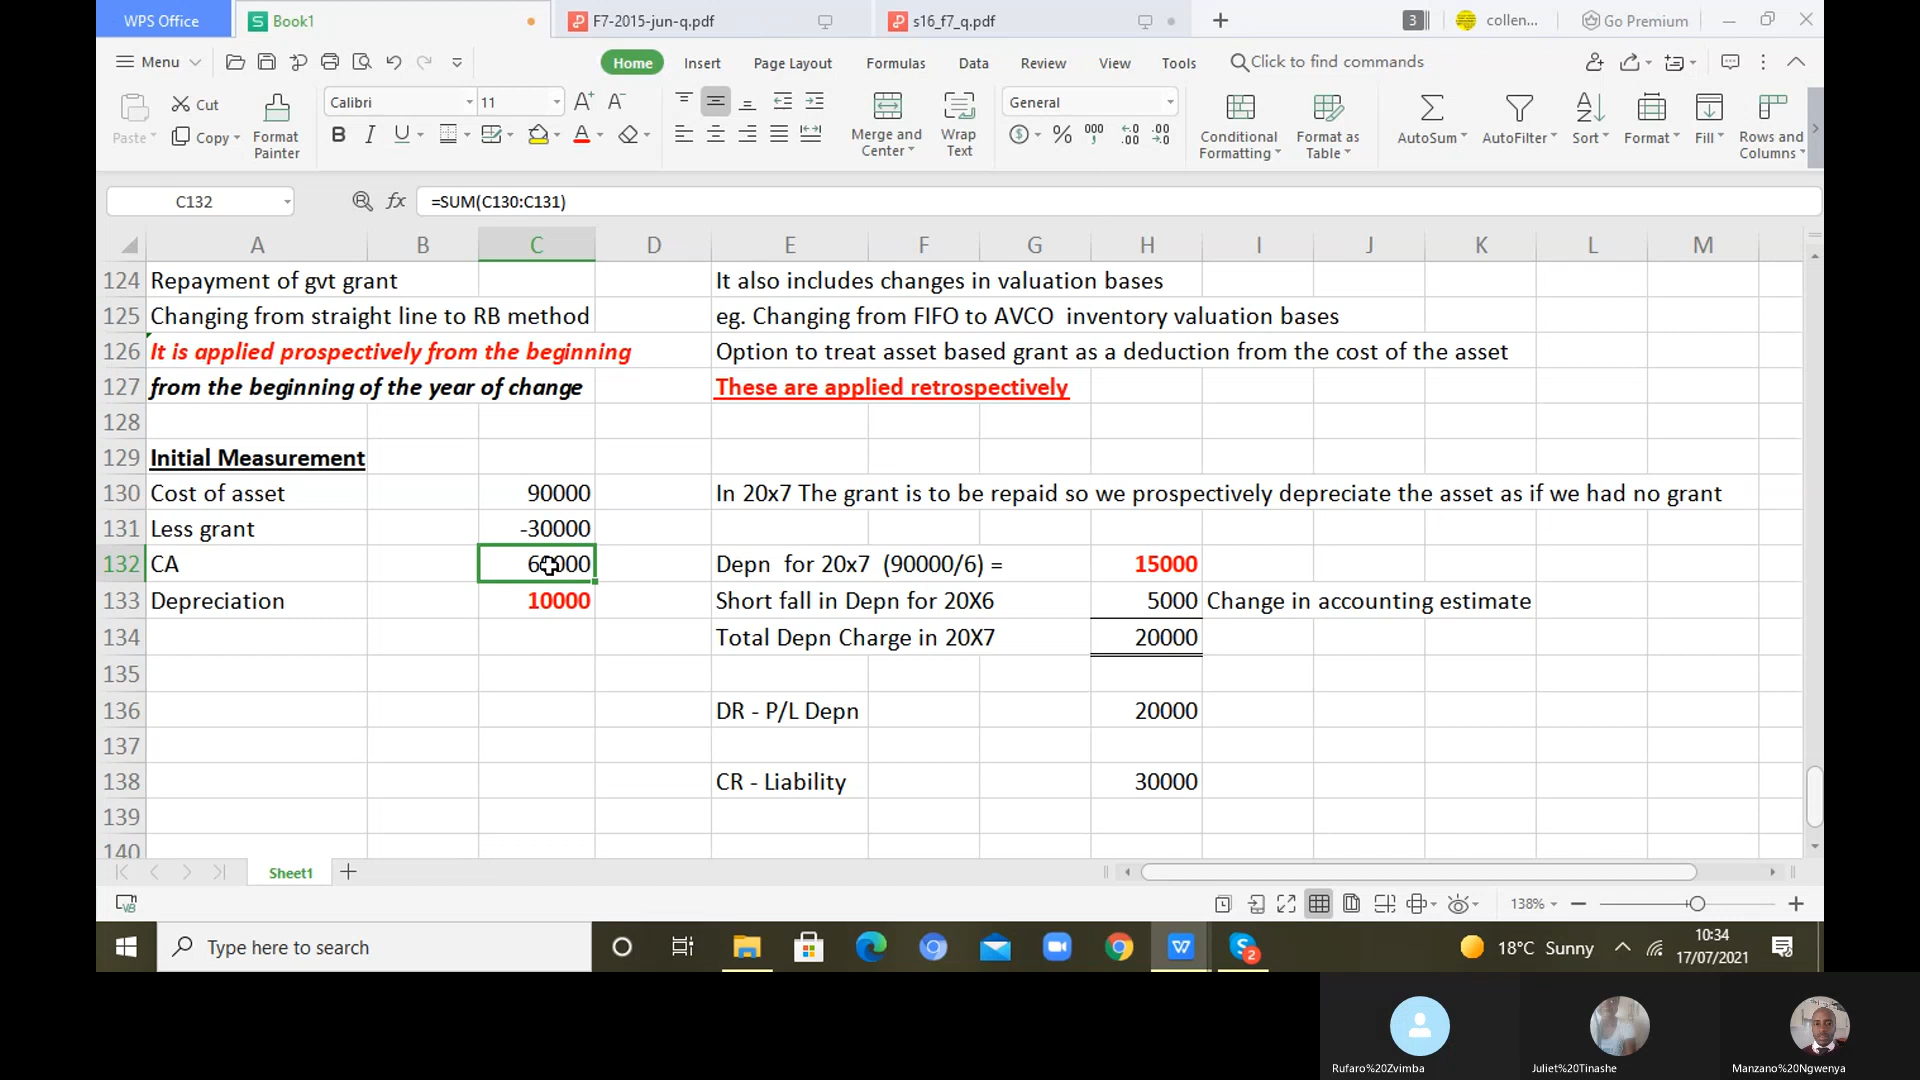 WPS Office
Book1
F7-2015-jun-q.pdf
s16_f7_q.pdf
3
collen...
Go Premium
Menu
Home
Insert
Page Layout
Formulas
Data
Review
View
Tools
Click to find commands
Paste
Cut
Copy
Format
Painter
Calibri
11
Merge and
Center
Wrap
Text
General
Conditional
Formatting
Format as
Table
AutoSum
AutoFilter
Sort
Format
Fill
Rows and
Columns
C132
fx
=SUM(C130:C131)
A B C D E F G H I J K L M
124 Repayment of gvt grant It also includes changes in valuation bases
125 Changing from straight line to RB method eg. Changing from FIFO to AVCO inventory valuation bases
126 It is applied prospectively from the beginning Option to treat asset based grant as a deduction from the cost of the asset
127 from the beginning of the year of change These are applied retrospectively
128
129 Initial Measurement
130 Cost of asset 90000 In 20x7 The grant is to be repaid so we prospectively depreciate the asset as if we had no grant
131 Less grant -30000
132 CA 60000 Depn for 20x7 (90000/6) = 15000
133 Depreciation 10000 Short fall in Depn for 20X6 5000 Change in accounting estimate
134 Total Depn Charge in 20X7 20000
135
136 DR - P/L Depn 20000
137
138 CR - Liability 30000
139
140
Sheet1
138%
Type here to search
2
18°C Sunny
10:34
17/07/2021
Rufaro%20Zvimba
Juliet%20Tinashe
Manzano%20Ngwenya